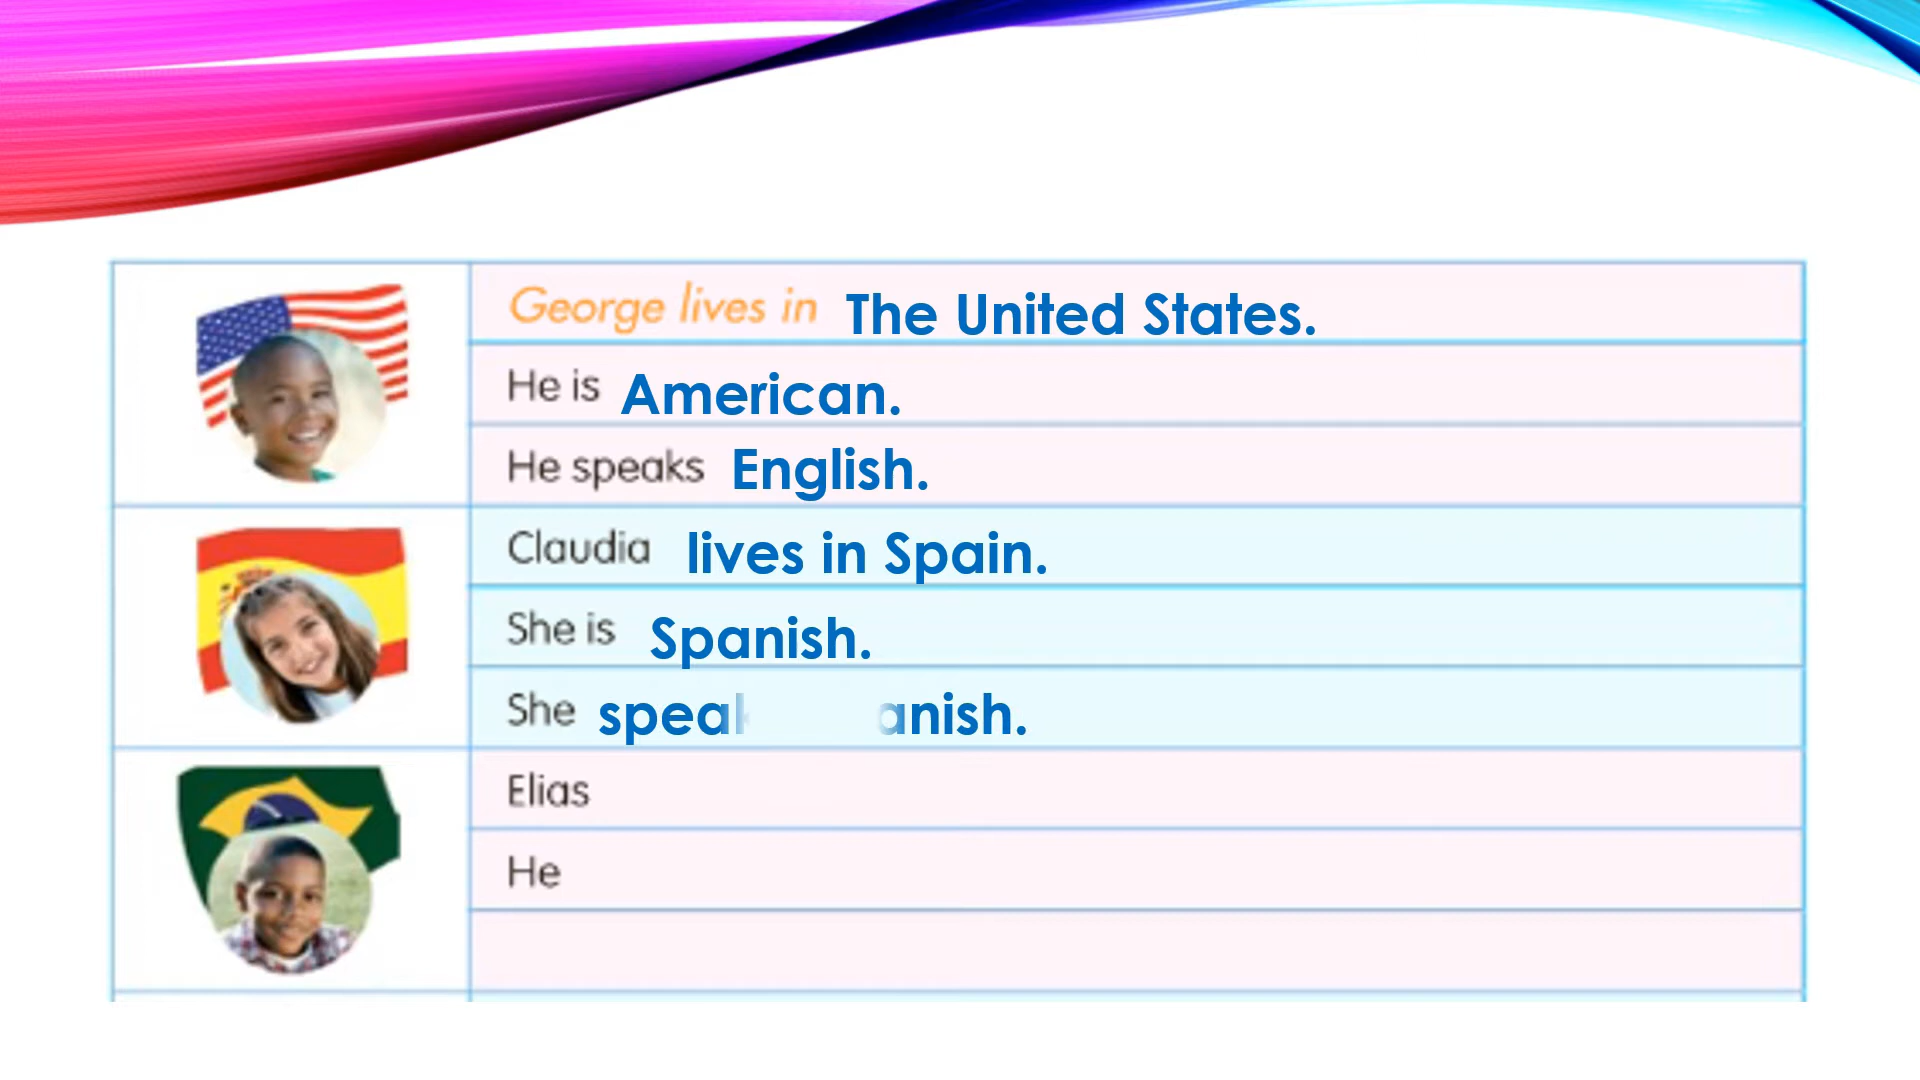 George lives in The United States.
He is American.
He speaks English.
Claudia lives in Spain.
She is Spanish.
She
Elias
He